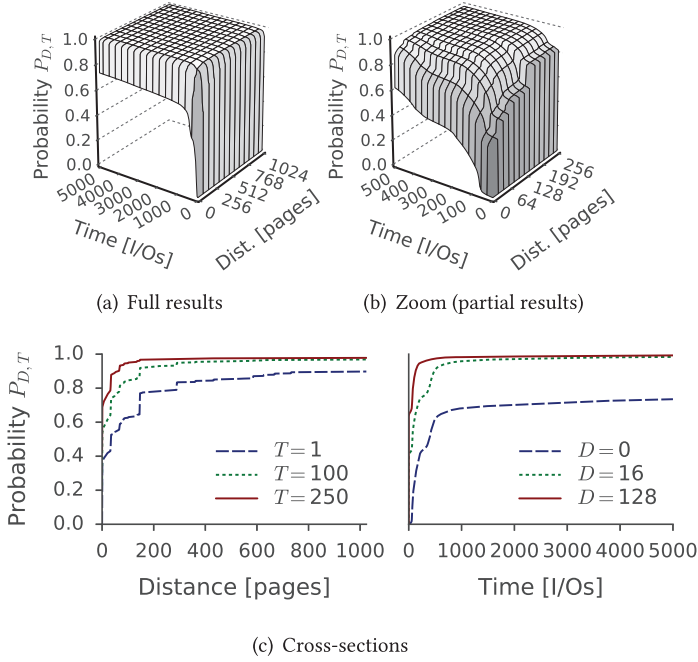 Probability P_{D,T}
1.0
0.8
0.6
0.4
0.2
0.0
5000
4000
3000
2000
1000
0
Time [I/Os]
0
256
512
768
1024
Dist. [pages]
(a) Full results
Probability P_{D,T}
1.0
0.8
0.6
0.4
0.2
0.0
500
400
300
200
100
0
Time [I/Os]
0
64
128
192
256
Dist. [pages]
(b) Zoom (partial results)
Probability P_{D,T}
1.0
0.8
0.6
0.4
0.2
0.0
T=1
T=100
T=250
0 200 400 600 800 1000
Distance [pages]
D=0
D=16
D=128
0 1000 2000 3000 4000 5000
Time [I/Os]
(c) Cross-sections